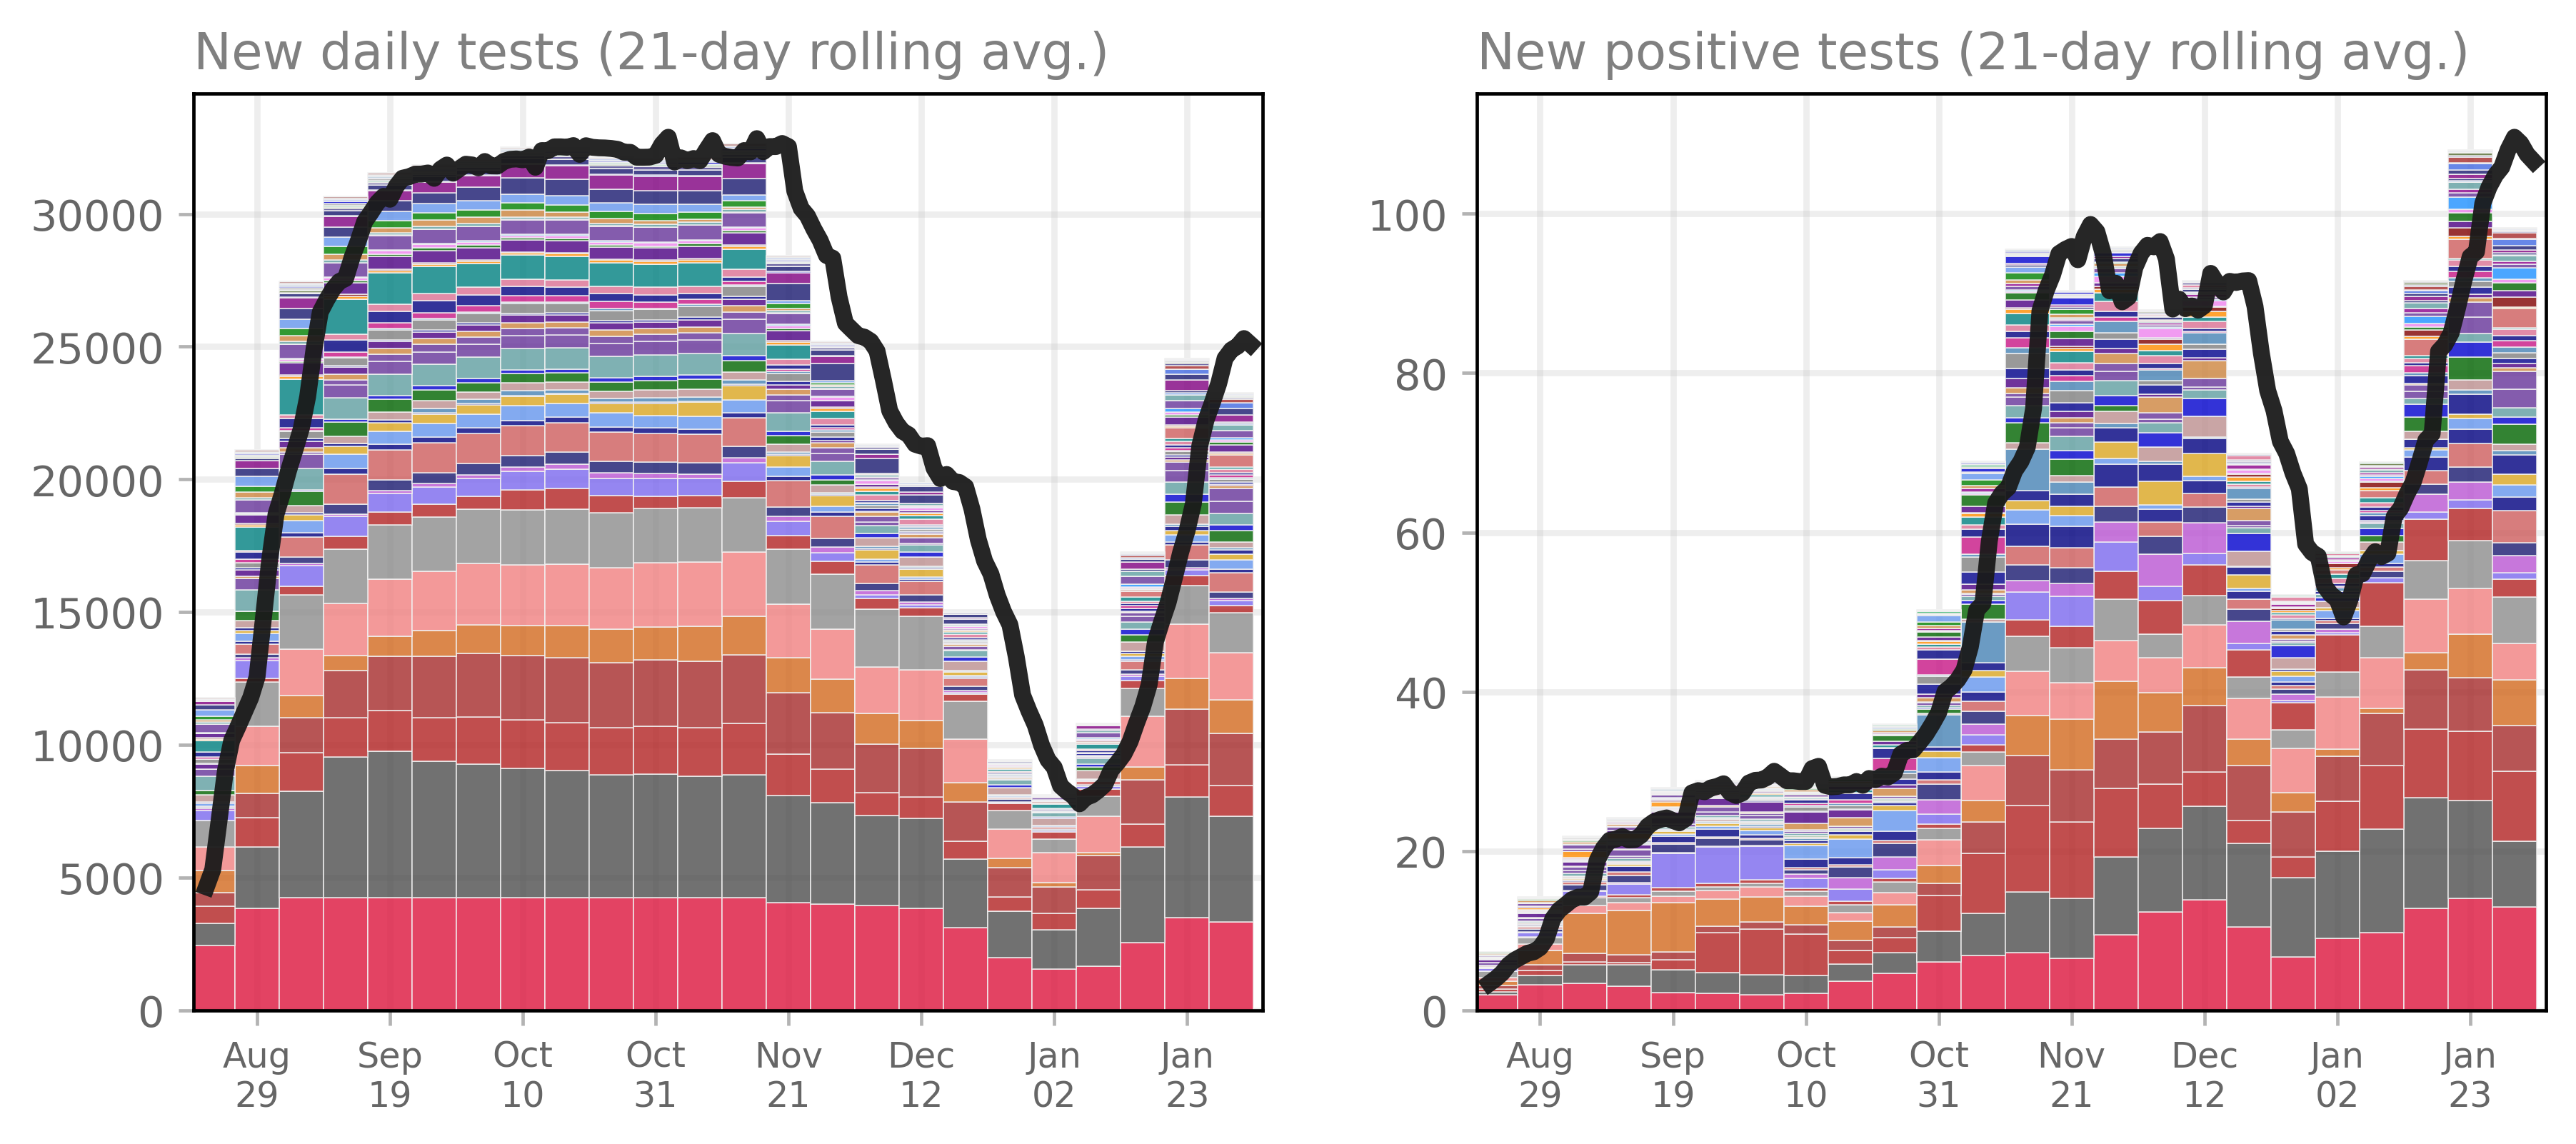 New daily tests (21-day rolling avg.)
30000
25000
20000
15000
10000
5000
0
Aug 29
Sep 19
Oct 10
Oct 31
Nov 21
Dec 12
Jan 02
Jan 23
New positive tests (21-day rolling avg.)
100
80
60
40
20
0
Aug 29
Sep 19
Oct 10
Oct 31
Nov 21
Dec 12
Jan 02
Jan 23